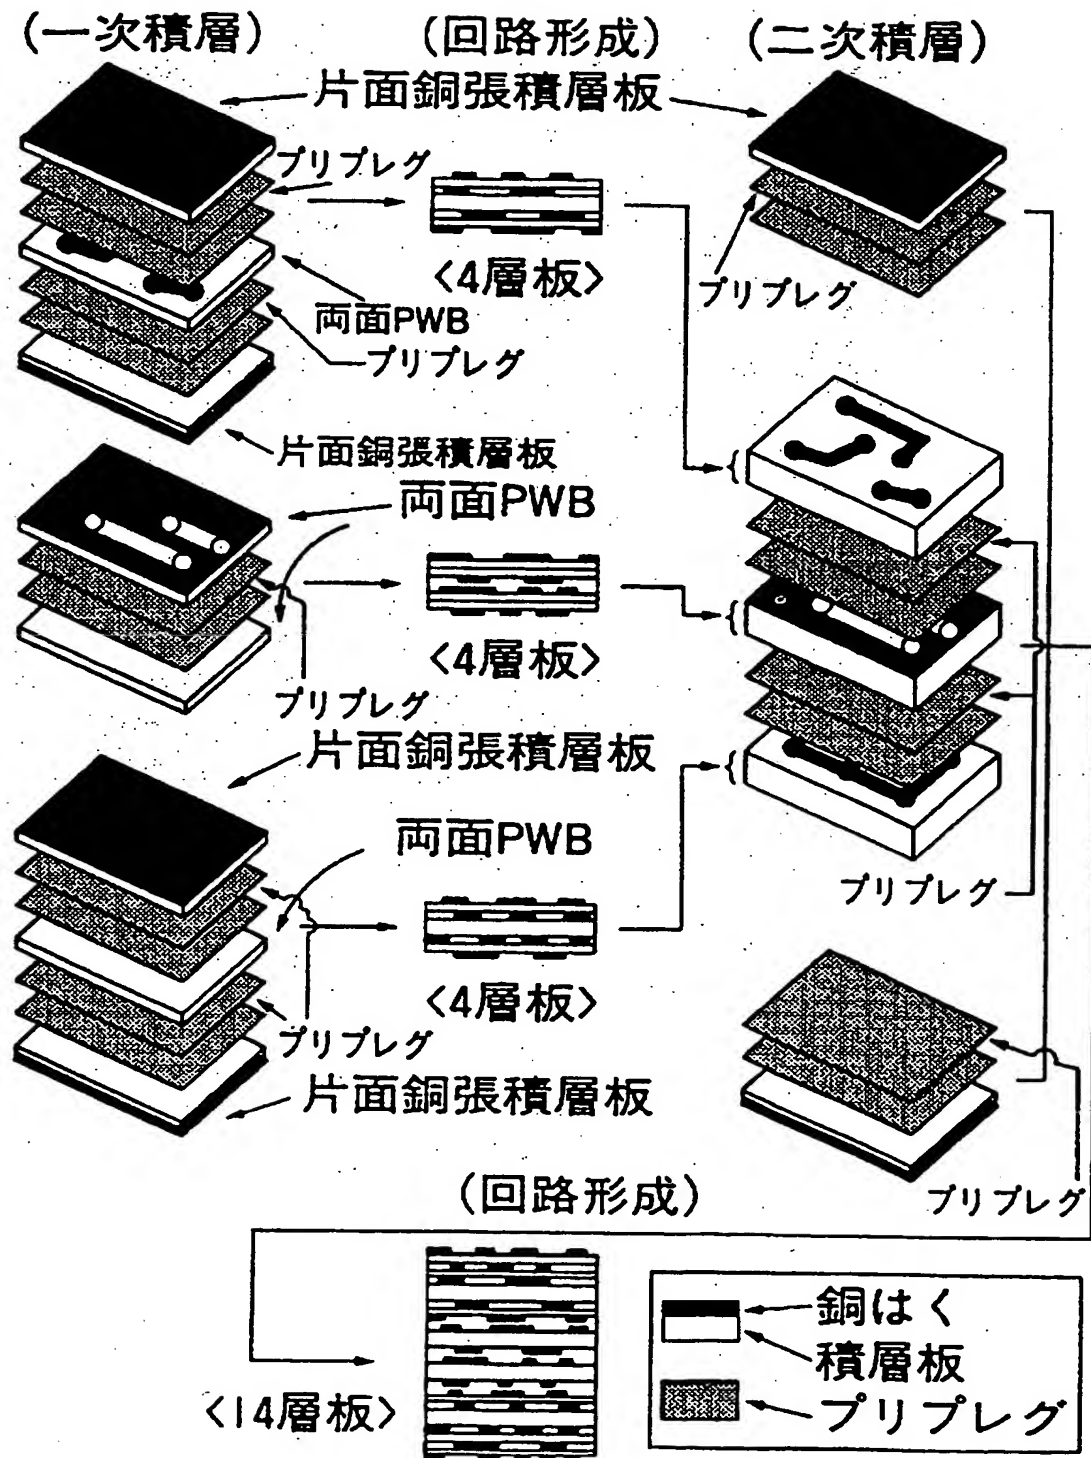 (一次積層)
(回路形成)
(二次積層)
片面銅張積層板
プリプレグ
<4層板>
両面PWB
プリプレグ
プリプレグ
片面銅張積層板
両面PWB
<4層板>
プリプレグ
片面銅張積層板
両面PWB
プリプレグ
<4層板>
プリプレグ
片面銅張積層板
プリプレグ
(回路形成)
<14層板>
銅はく
積層板
プリプレグ